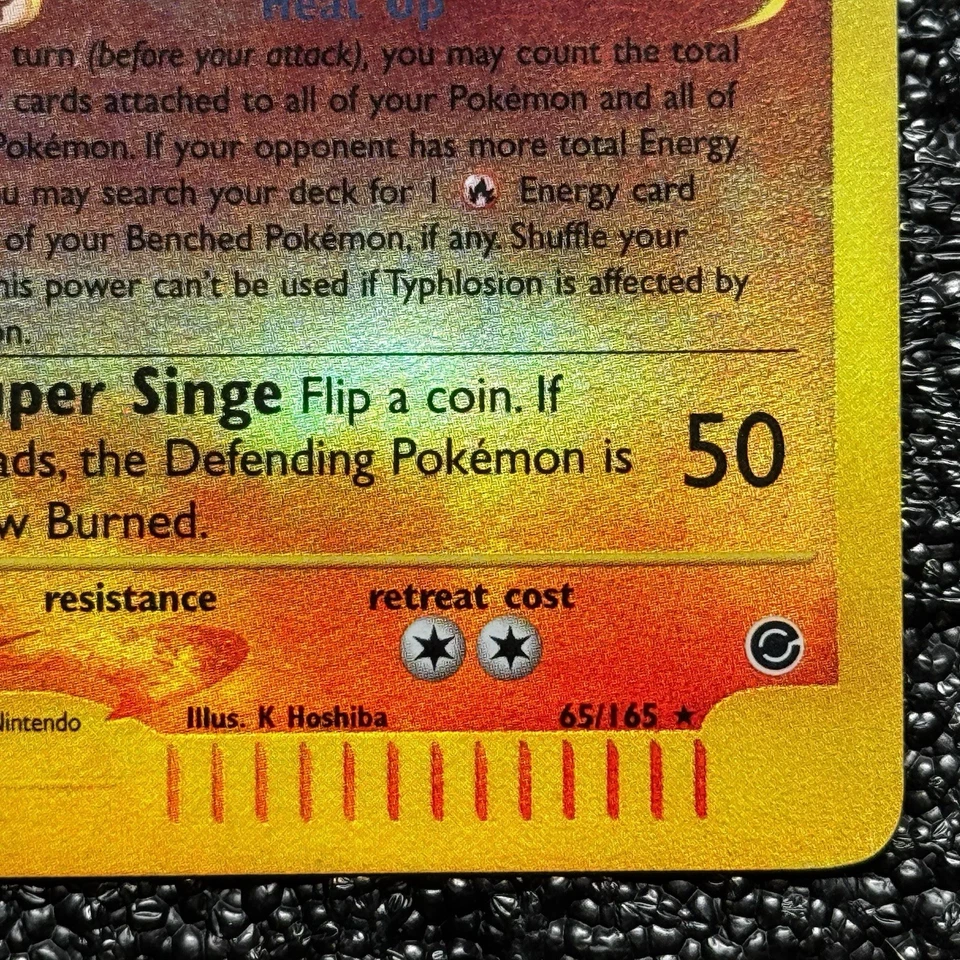 Heat Up
turn (before your attack), you may count the total
cards attached to all of your Pokémon and all of
Pokémon. If your opponent has more total Energy
u may search your deck for 1 Energy card
of your Benched Pokémon, if any. Shuffle your
his power can't be used if Typhlosion is affected by
on.
uper Singe Flip a coin. If
ads, the Defending Pokémon is
w Burned.
50
resistance
retreat cost
Nintendo
Illus. K Hoshiba
65/165 ★